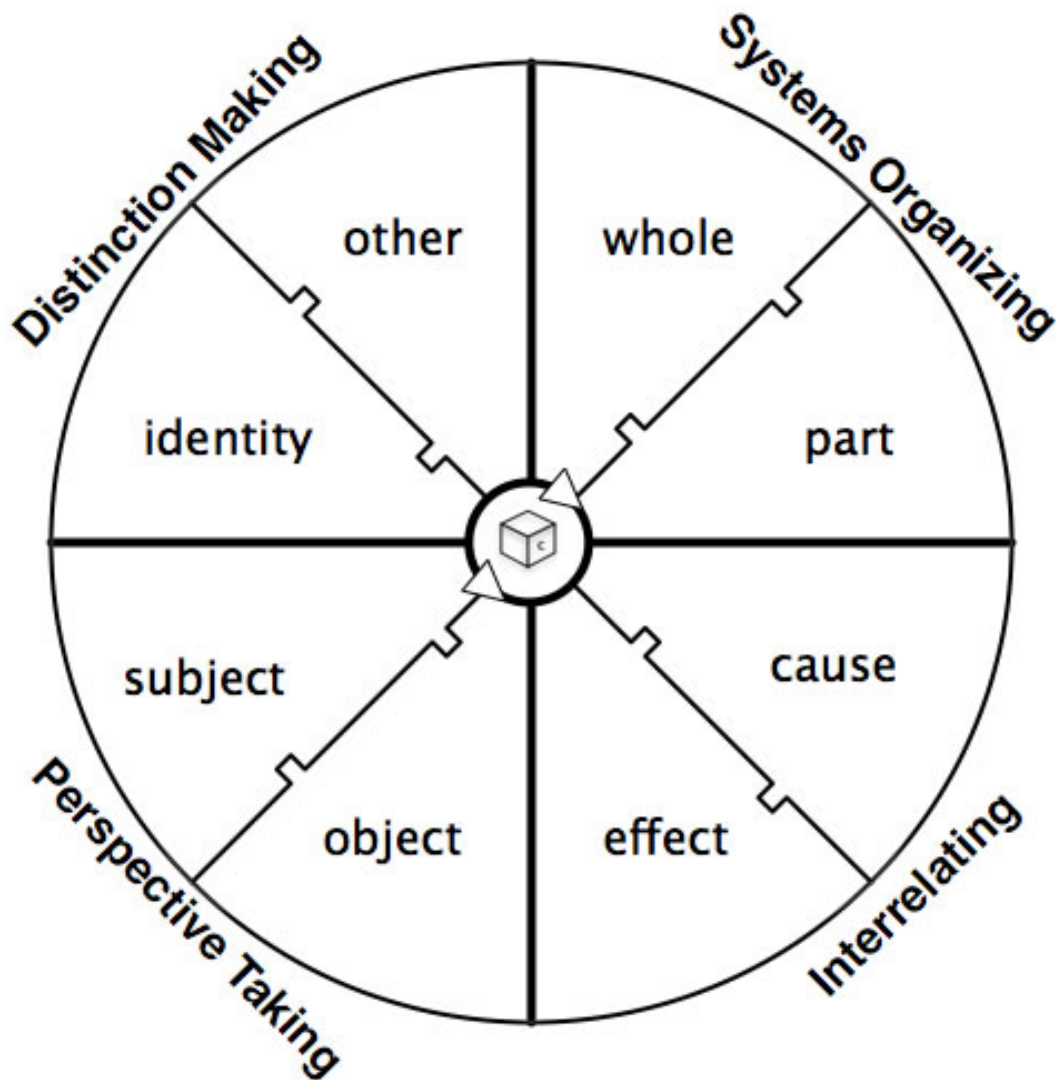 Distinction Making
Systems Organizing
other
whole
identity
part
c
subject
cause
object
effect
Perspective Taking
Interrelating